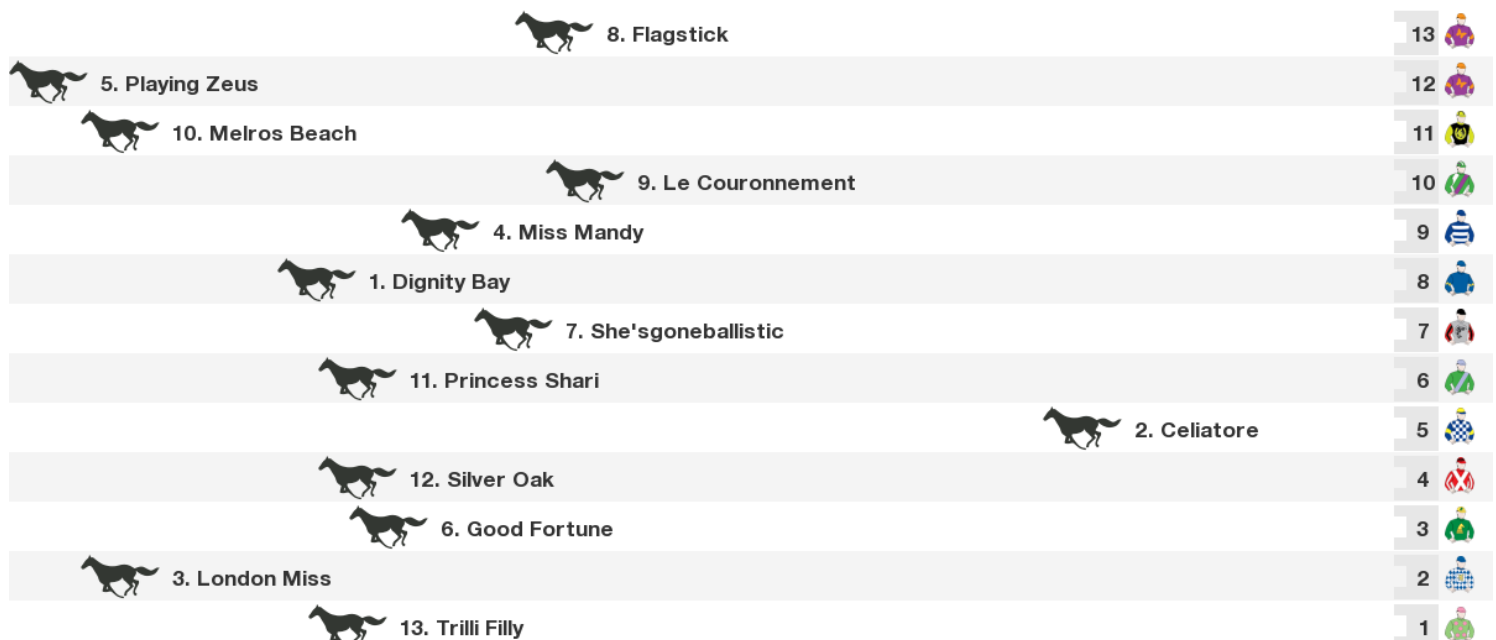 8. Flagstick 13
5. Playing Zeus 12
10. Melros Beach 11
9. Le Couronnement 10
4. Miss Mandy 9
1. Dignity Bay 8
7. She'sgoneballistic 7
11. Princess Shari 6
2. Celiatore 5
12. Silver Oak 4
6. Good Fortune 3
3. London Miss 2
13. Trilli Filly 1